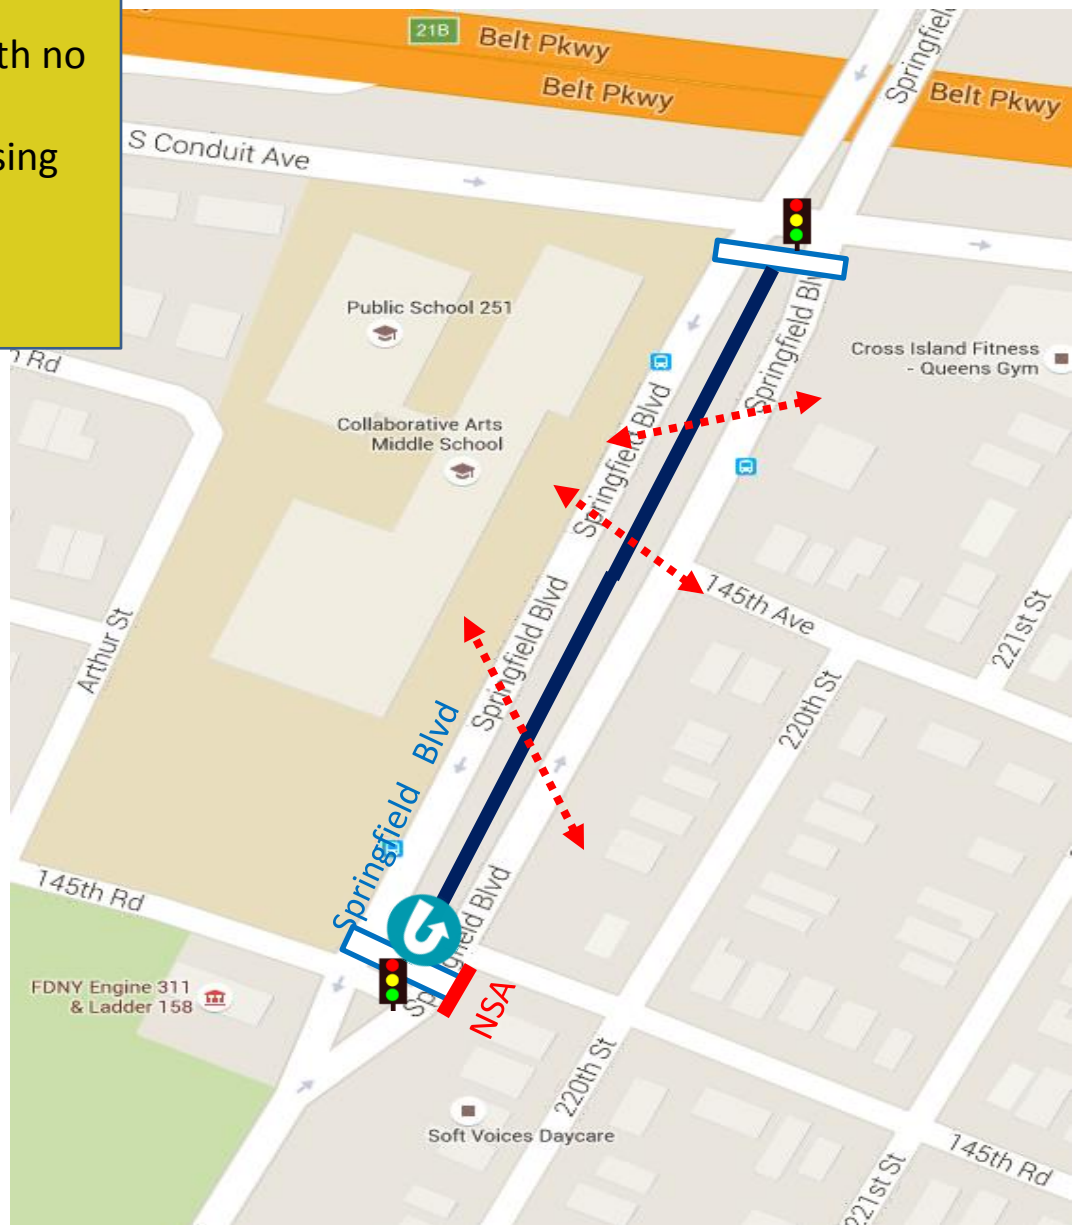 th no
sing
21B
Belt Pkwy
Belt Pkwy
Belt Pkwy
Springfield
S Conduit Ave
Public School 251
Collaborative Arts
Middle School
Cross Island Fitness
- Queens Gym
Springfield Blvd
Springfield Blvd
Springfield Blvd
Springfield Blvd
Springfield Blvd
Rd
Arthur St
145th Ave
221st St
220th St
145th Rd
NSA
FDNY Engine 311
& Ladder 158
Soft Voices Daycare
220th St
221st St
145th Rd